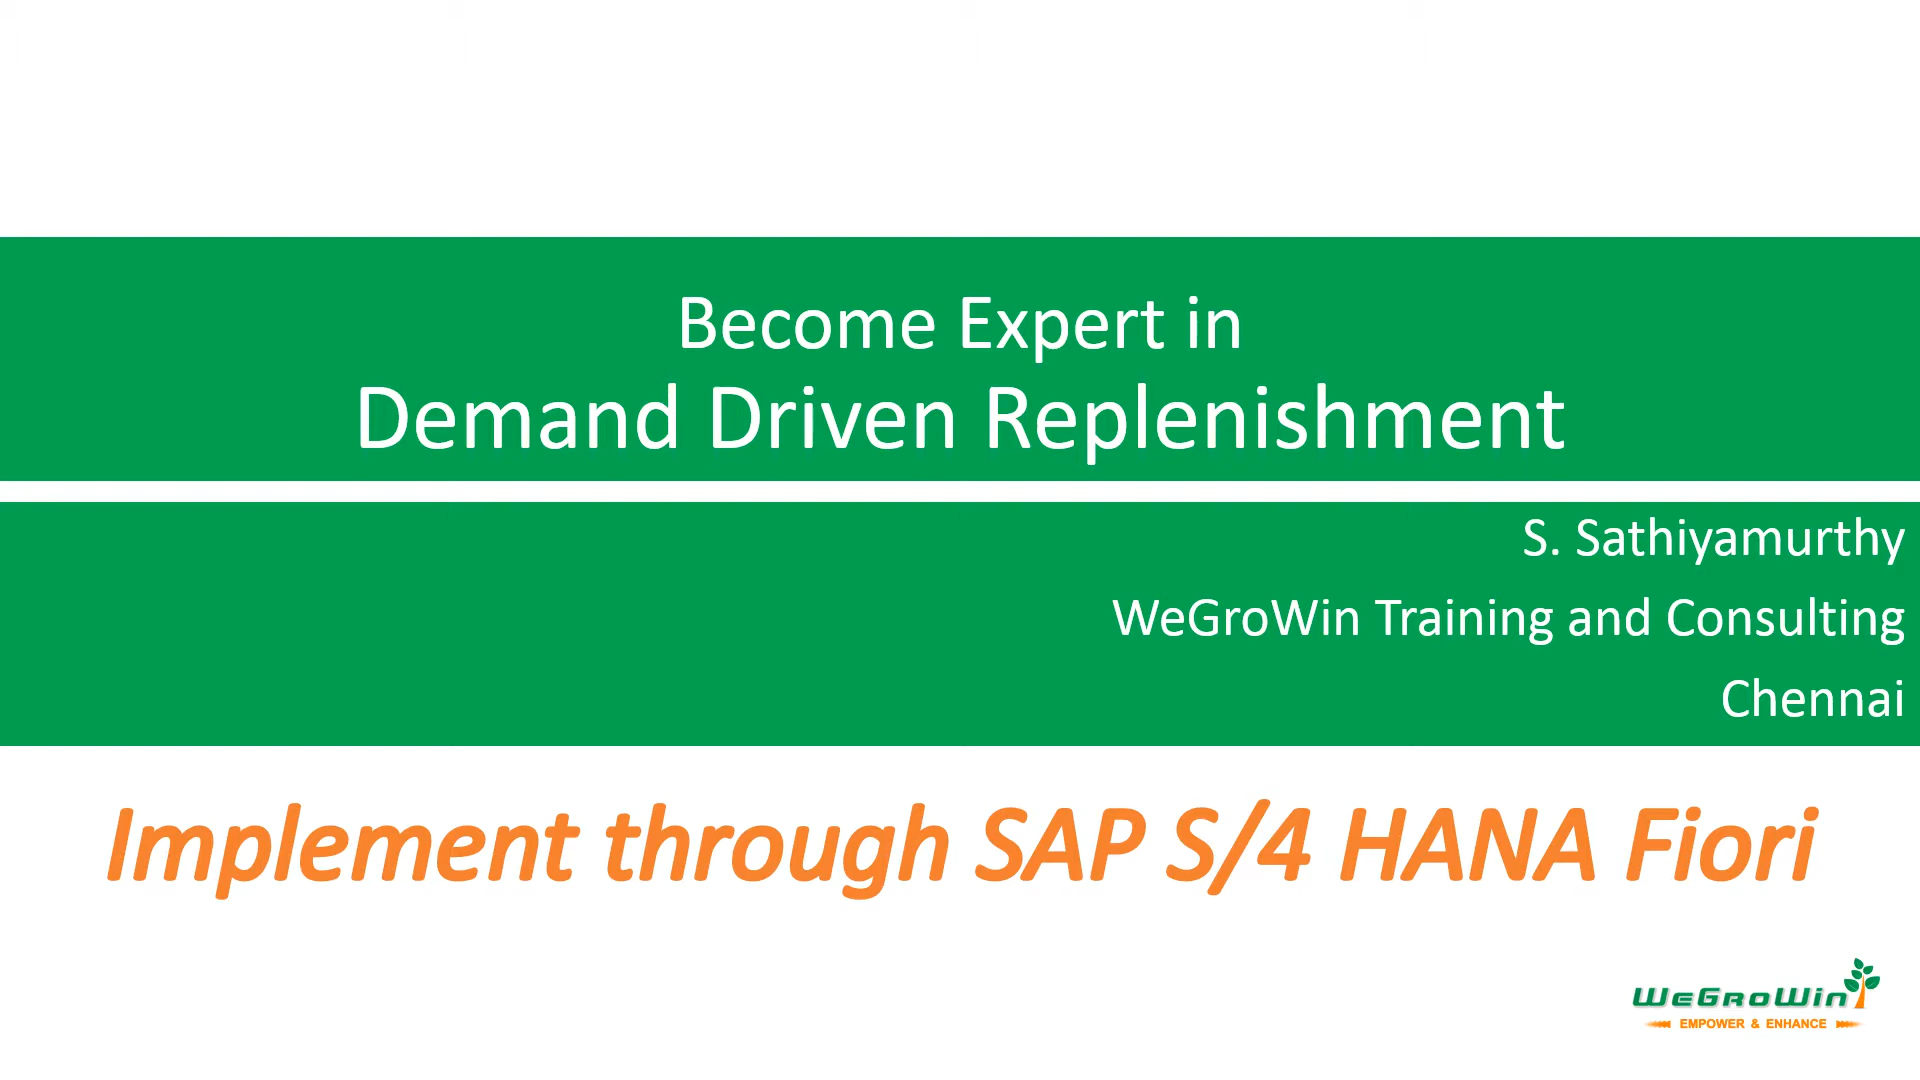 Become Expert in
Demand Driven Replenishment
S. Sathiyamurthy
WeGroWin Training and Consulting
Chennai
Implement through SAP S/4 HANA Fiori
WeGroWin
EMPOWER & ENHANCE